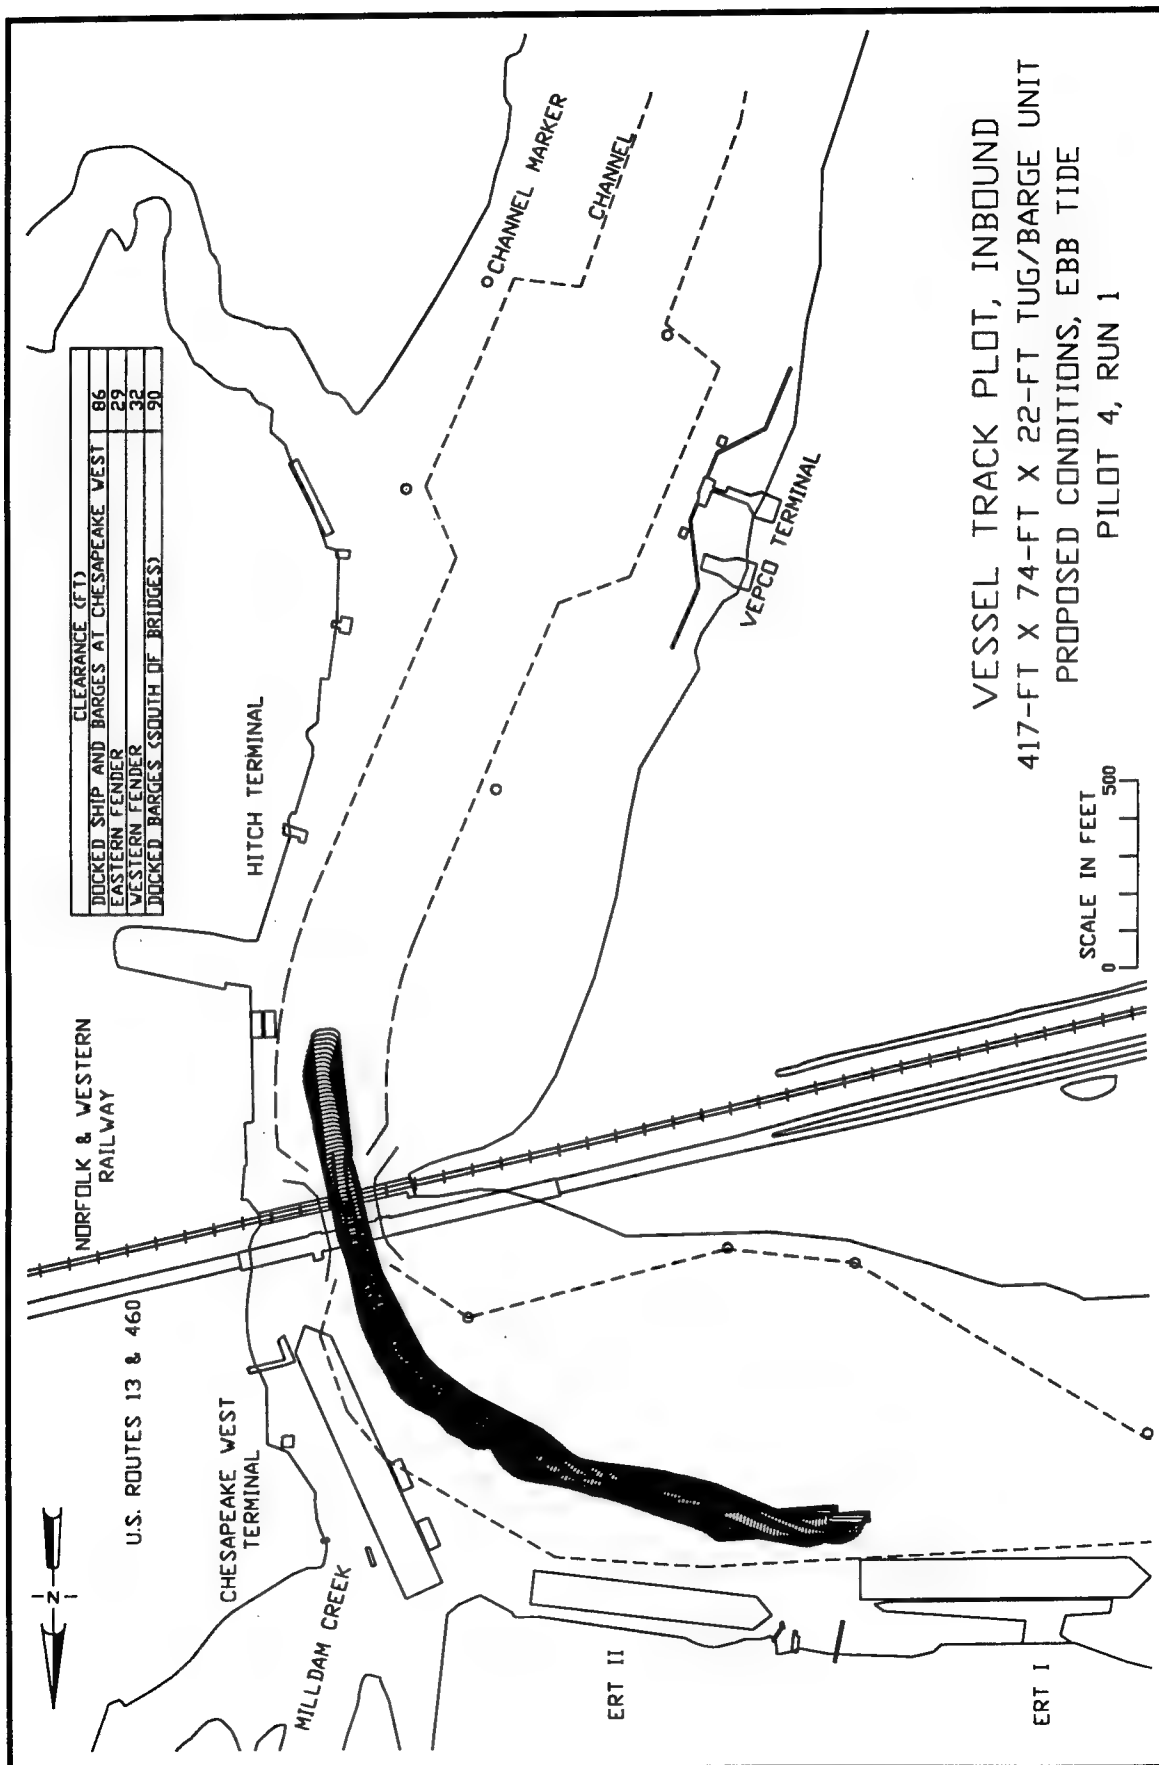 CLEARANCE (FT)
DOCKED SHIP AND BARGES AT CHESAPEAKE WEST 86
EASTERN FENDER 29
WESTERN FENDER 32
DOCKED BARGES (SOUTH OF BRIDGES) 90
NORFOLK & WESTERN
RAILWAY
U.S. ROUTES 13 & 460
HITCH TERMINAL
CHANNEL MARKER
CHANNEL
VEPCO TERMINAL
CHESAPEAKE WEST
TERMINAL
MILLDAM CREEK
N
ERT II
ERT I
SCALE IN FEET
0 500
VESSEL TRACK PLOT, INBOUND
417-FT X 74-FT X 22-FT TUG/BARGE UNIT
PROPOSED CONDITIONS, EBB TIDE
PILOT 4, RUN 1